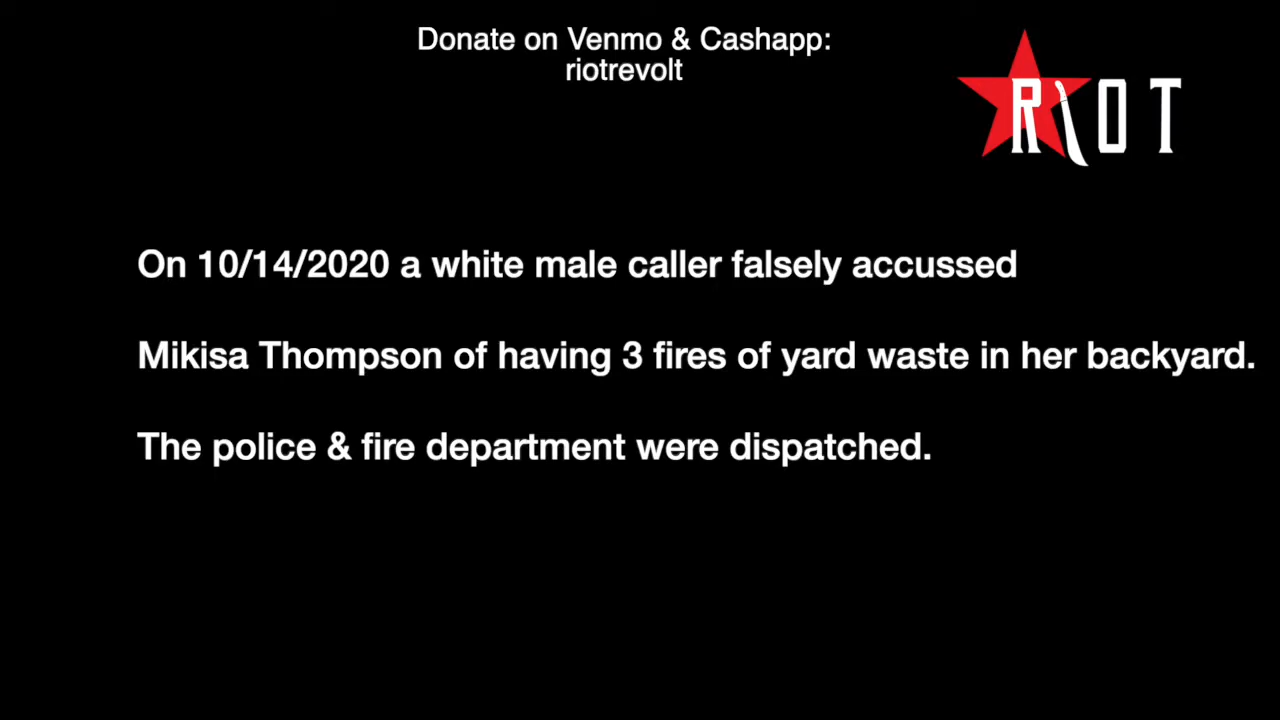 Donate on Venmo & Cashapp:
riotrevolt
RIOT
On 10/14/2020 a white male caller falsely accussed
Mikisa Thompson of having 3 fires of yard waste in her backyard.
The police & fire department were dispatched.